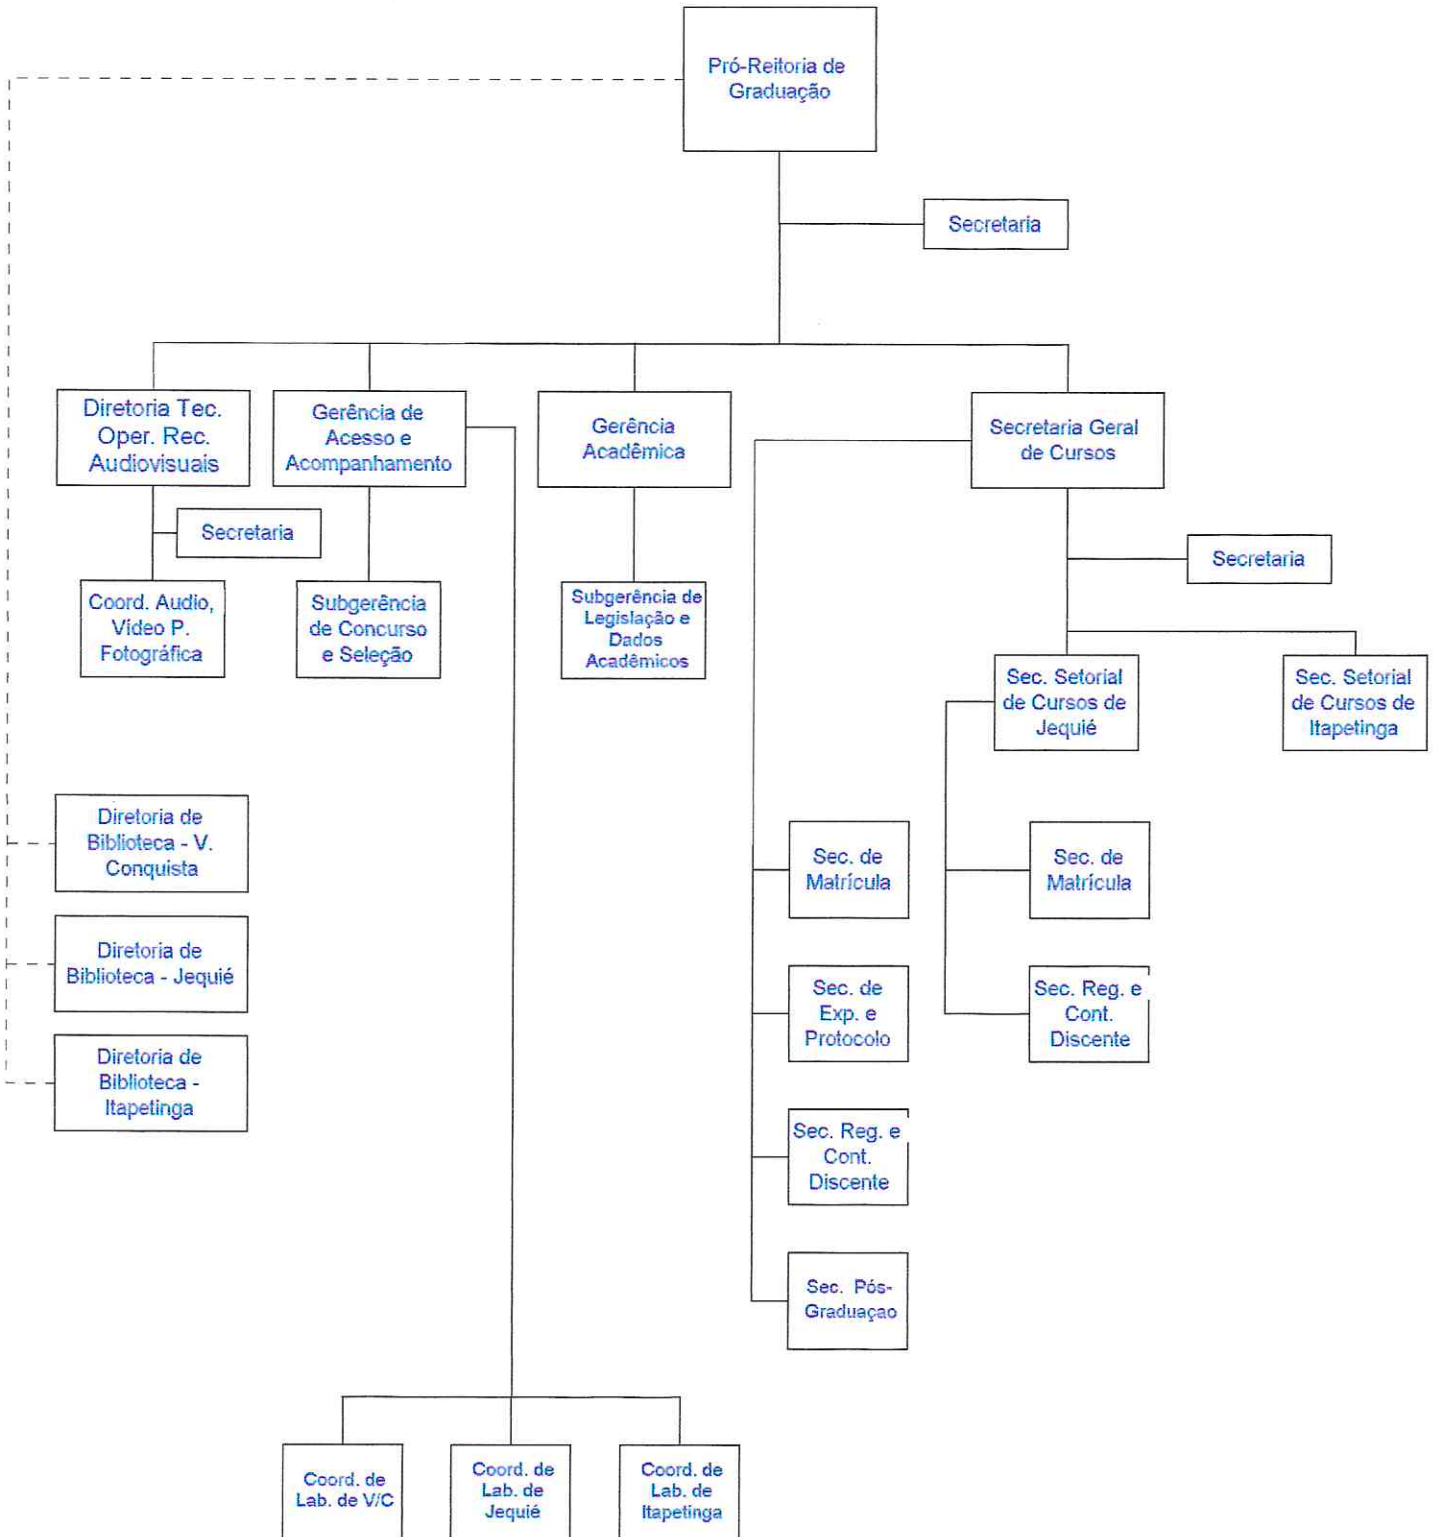 Pró-Reitoria de
Graduação
Secretaria
Diretoria Tec.
Oper. Rec.
Audiovisuais
Gerência de
Acesso e
Acompanhamento
Gerência
Acadêmica
Secretaria Geral
de Cursos
Secretaria
Secretaria
Coord. Audio,
Vídeo P.
Fotográfica
Subgerência
de Concurso
e Seleção
Subgerência de
Legislação e
Dados
Acadêmicos
Sec. Setorial
de Cursos de
Jequié
Sec. Setorial
de Cursos de
Itapetinga
Diretoria de
Biblioteca - V.
Conquista
Sec. de
Matrícula
Sec. de
Matrícula
Diretoria de
Biblioteca - Jequié
Sec. de
Exp. e
Protocolo
Sec. Reg. e
Cont.
Discente
Diretoria de
Biblioteca -
Itapetinga
Sec. Reg. e
Cont.
Discente
Sec. Pós-
Graduaçao
Coord. de
Lab. de V/C
Coord. de
Lab. de
Jequié
Coord. de
Lab. de
Itapetinga